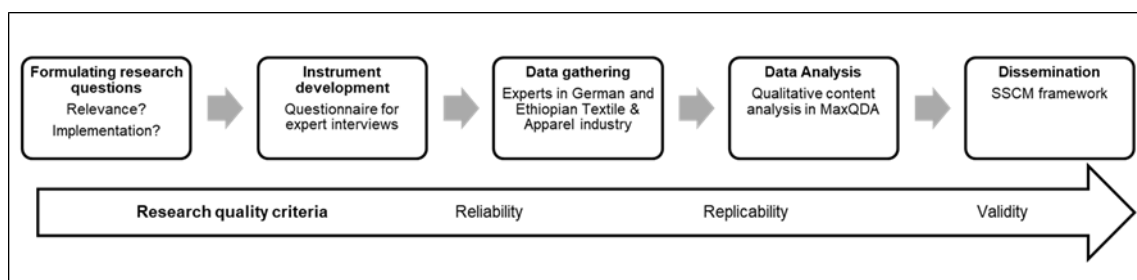 Formulating research
questions
Relevance?
Implementation?
Instrument
development
Questionnaire for
expert interviews
Data gathering
Experts in German and
Ethiopian Textile &
Apparel industry
Data Analysis
Qualitative content
analysis in MaxQDA
Dissemination
SSCM framework
Research quality criteria Reliability Replicability Validity